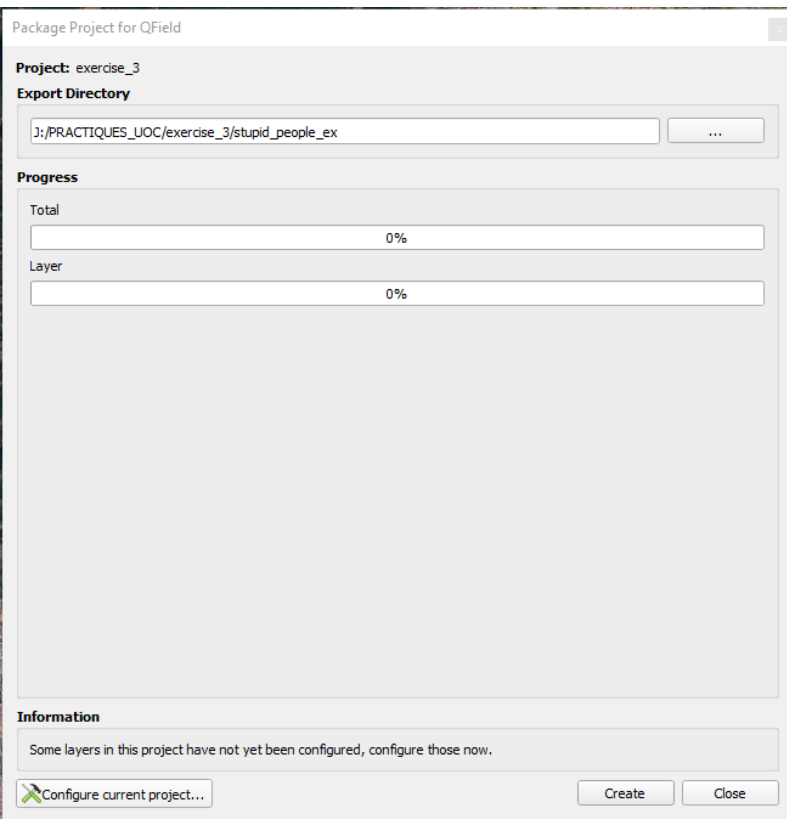 Package Project for QField
x
Project: exercise_3
Export Directory
J:/PRACTIQUES_UOC/exercise_3/stupid_people_ex
...
Progress
Total
0%
Layer
0%
Information
Some layers in this project have not yet been configured, configure those now.
Configure current project...
Create
Close